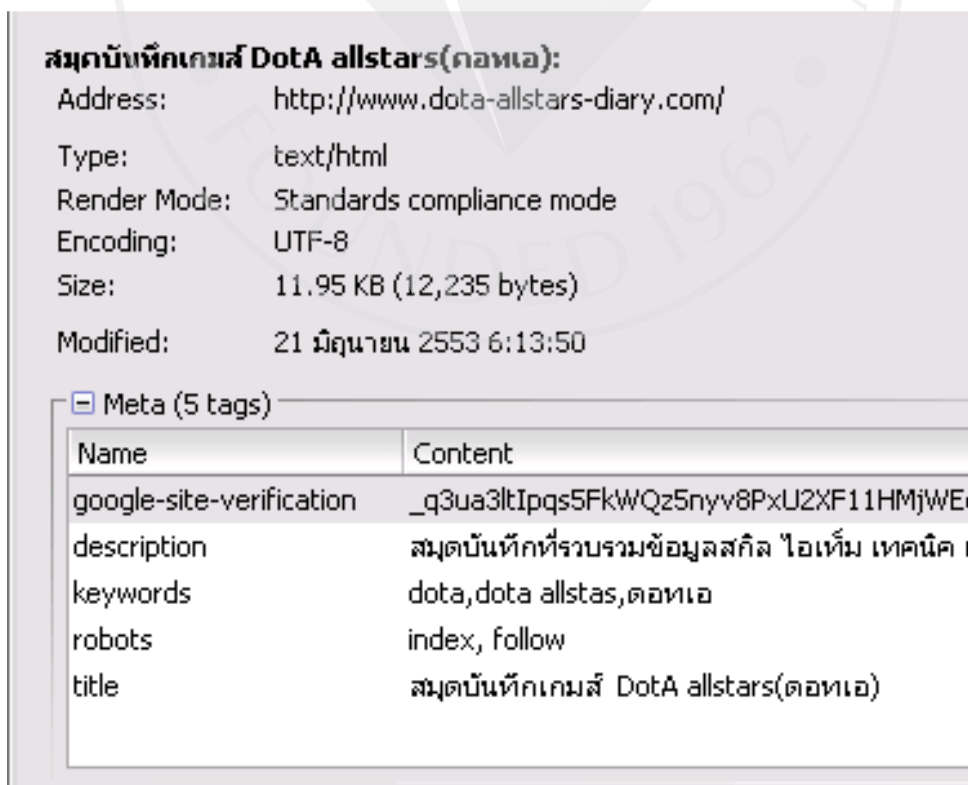 สมุดบันทึกเกมส์ DotA allstars(ดอทเอ):
Address: http://www.dota-allstars-diary.com/
Type: text/html
Render Mode: Standards compliance mode
Encoding: UTF-8
Size: 11.95 KB (12,235 bytes)
Modified: 21 มิถุนายน 2553 6:13:50
Meta (5 tags)
Name Content
google-site-verification _q3ua3ltIpqs5FkWQz5nyv8PxU2XF11HMjWE
description สมุดบันทึกที่รวบรวมข้อมูลสกิล ไอเท็ม เทคนิค
keywords dota,dota allstas,ดอทเอ
robots index, follow
title สมุดบันทึกเกมส์ DotA allstars(ดอทเอ)
FOUNDED 1962